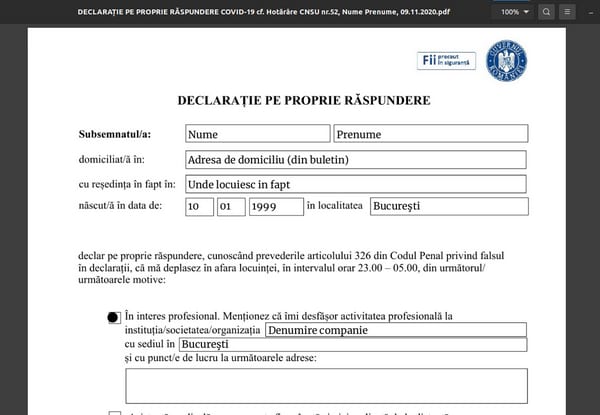 DECLARAȚIE PE PROPRIE RĂSPUNDERE COVID-19 cf. Hotărâre CNSU nr.52, Nume Prenume, 09.11.2020.pdf
100%
Fii precaut în siguranță
GUVERNUL ROMÂNIEI
DECLARAȚIE PE PROPRIE RĂSPUNDERE
Subsemnatul/a: Nume Prenume
domiciliat/ă în: Adresa de domiciliu (din buletin)
cu reședința în fapt în: Unde locuiesc in fapt
născut/ă în data de: 10 01 1999 în localitatea București
declar pe proprie răspundere, cunoscând prevederile articolului 326 din Codul Penal privind falsul
în declarații, că mă deplasez în afara locuinței, în intervalul orar 23.00 – 05.00, din următorul/
următoarele motive:
În interes profesional. Menționez că îmi desfășor activitatea profesională la
instituția/societatea/organizația Denumire companie
cu sediul în București
și cu punct/e de lucru la următoarele adrese: